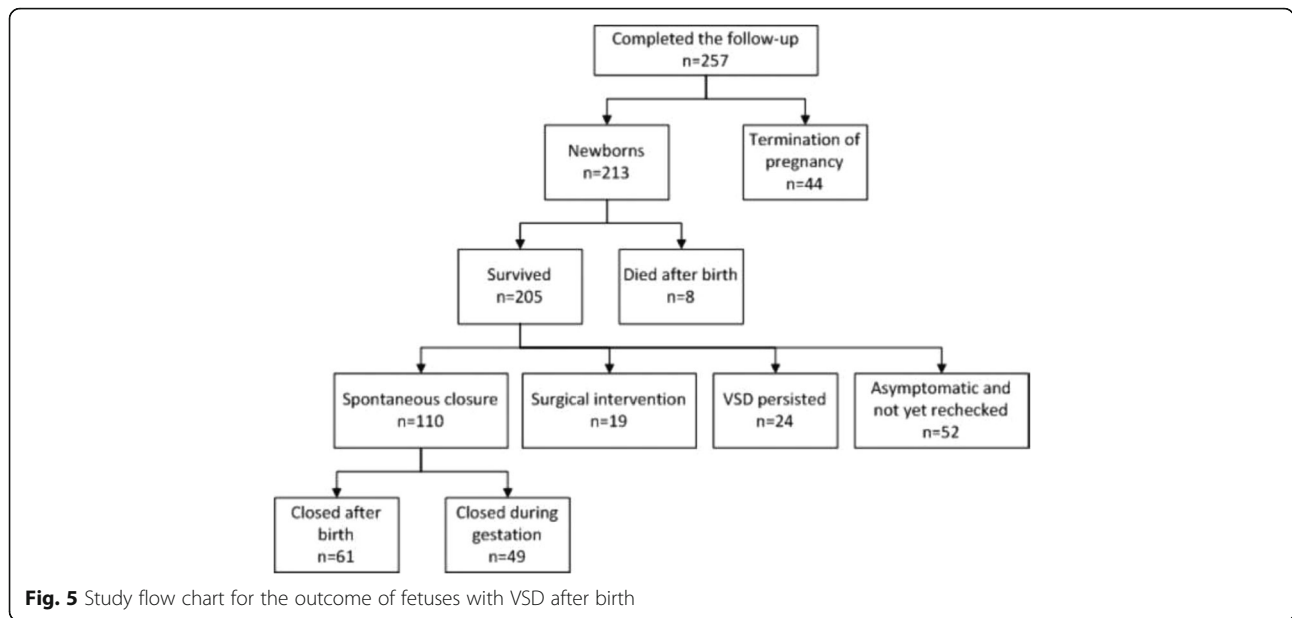 Completed the follow-up
n=257
Newborns
n=213
Termination of
pregnancy
n=44
Survived
n=205
Died after birth
n=8
Spontaneous closure
n=110
Surgical intervention
n=19
VSD persisted
n=24
Asymptomatic and
not yet rechecked
n=52
Closed after
birth
n=61
Closed during
gestation
n=49
Fig. 5 Study flow chart for the outcome of fetuses with VSD after birth